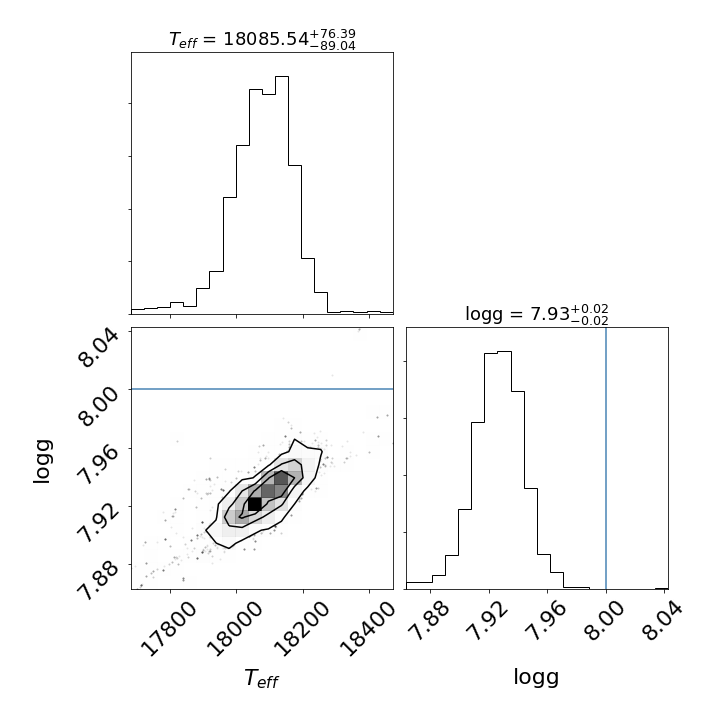 T_eff = 18085.54^{+76.39}_{-89.04}
logg = 7.93^{+0.02}_{-0.02}
8.04
8.00
7.96
7.92
7.88
logg
17800 18000 18200 18400
T_eff
7.88 7.92 7.96 8.00 8.04
logg